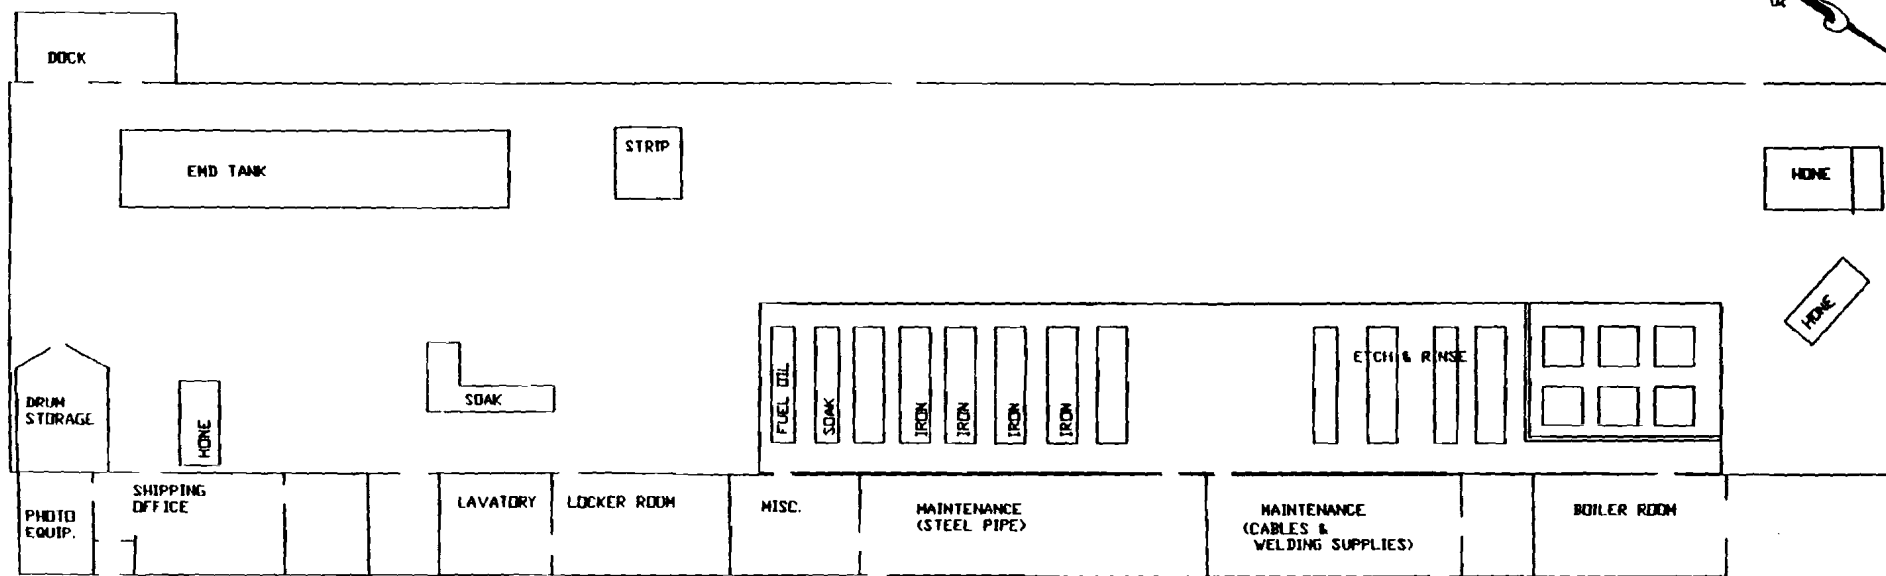 DOCK
EMD TANK
STRIP
HONE
HONE
DRUM
STORAGE
HONE
SOAK
FUEL OIL
SOAK
IRON
IRON
IRON
IRON
ETCH & RINSE
PHOTO
EQUIP.
SHIPPING
OFFICE
LAVATORY
LOCKER ROOM
MISC.
MAINTENANCE
(STEEL PIPE)
MAINTENANCE
(CABLES &
WELDING SUPPLIES)
BOILER ROOM